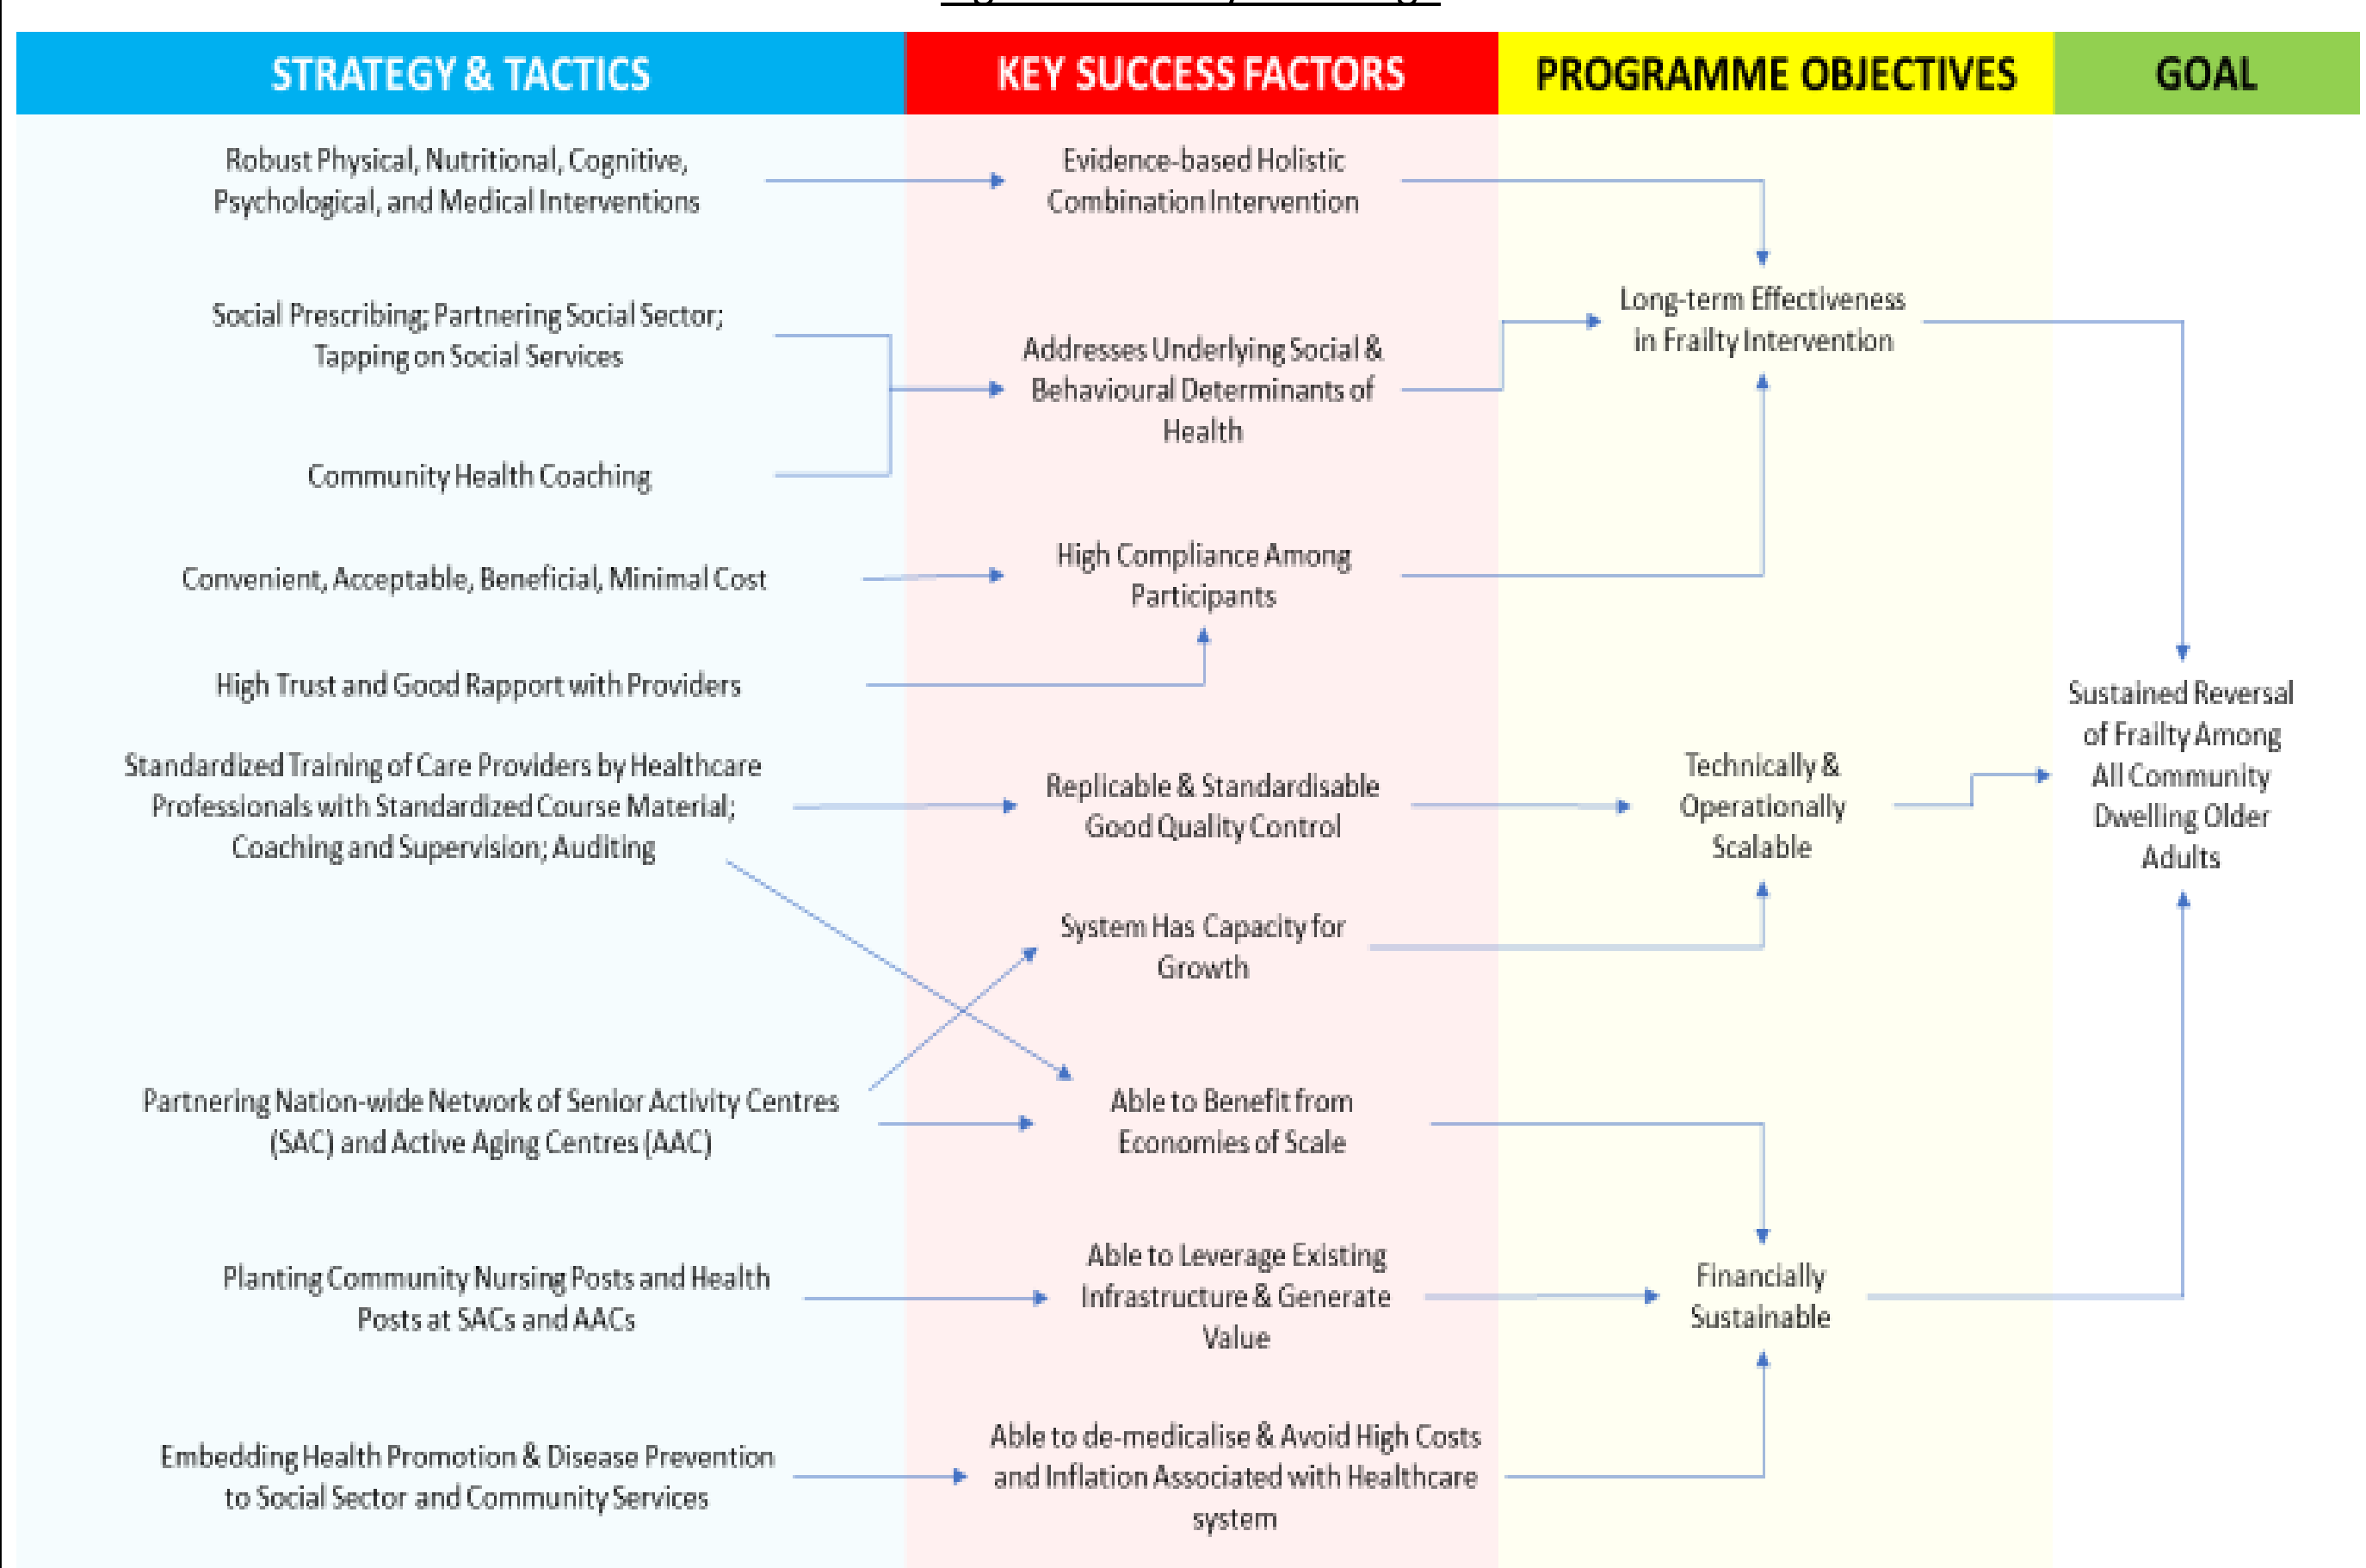 STRATEGY & TACTICS
KEY SUCCESS FACTORS
PROGRAMME OBJECTIVES
GOAL
Robust Physical, Nutritional, Cognitive,
Psychological, and Medical Interventions
Social Prescribing; Partnering Social Sector;
Tapping on Social Services
Community Health Coaching
Convenient, Acceptable, Beneficial, Minimal Cost
High Trust and Good Rapport with Providers
Standardized Training of Care Providers by Healthcare
Professionals with Standardized Course Material;
Coaching and Supervision; Auditing
Partnering Nation-wide Network of Senior Activity Centres
(SAC) and Active Aging Centres (AAC)
Planting Community Nursing Posts and Health
Posts at SACs and AACs
Embedding Health Promotion & Disease Prevention
to Social Sector and Community Services
Evidence-based Holistic
Combination Intervention
Addresses Underlying Social &
Behavioural Determinants of
Health
High Compliance Among
Participants
Replicable & Standardisable
Good Quality Control
System Has Capacity for
Growth
Able to Benefit from
Economies of Scale
Able to Leverage Existing
Infrastructure & Generate
Value
Able to de-medicalise & Avoid High Costs
and Inflation Associated with Healthcare
system
Long-term Effectiveness
in Frailty Intervention
Technically &
Operationally
Scalable
Financially
Sustainable
Sustained Reversal
of Frailty Among
All Community
Dwelling Older
Adults